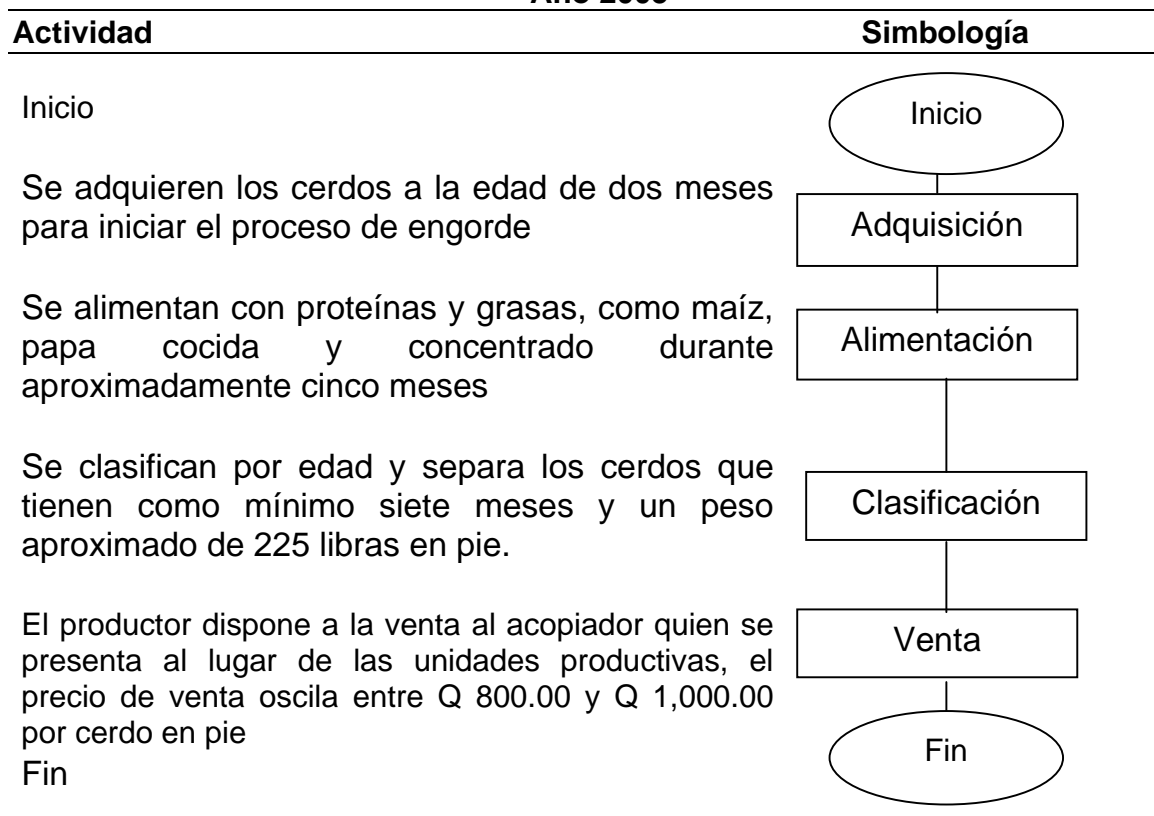 Actividad Simbología
Inicio Inicio
Se adquieren los cerdos a la edad de dos meses
para iniciar el proceso de engorde
Adquisición
Se alimentan con proteínas y grasas, como maíz,
papa cocida y concentrado durante
aproximadamente cinco meses
Alimentación
Se clasifican por edad y separa los cerdos que
tienen como mínimo siete meses y un peso
aproximado de 225 libras en pie.
Clasificación
El productor dispone a la venta al acopiador quien se
presenta al lugar de las unidades productivas, el
precio de venta oscila entre Q 800.00 y Q 1,000.00
por cerdo en pie
Venta
Fin
Fin